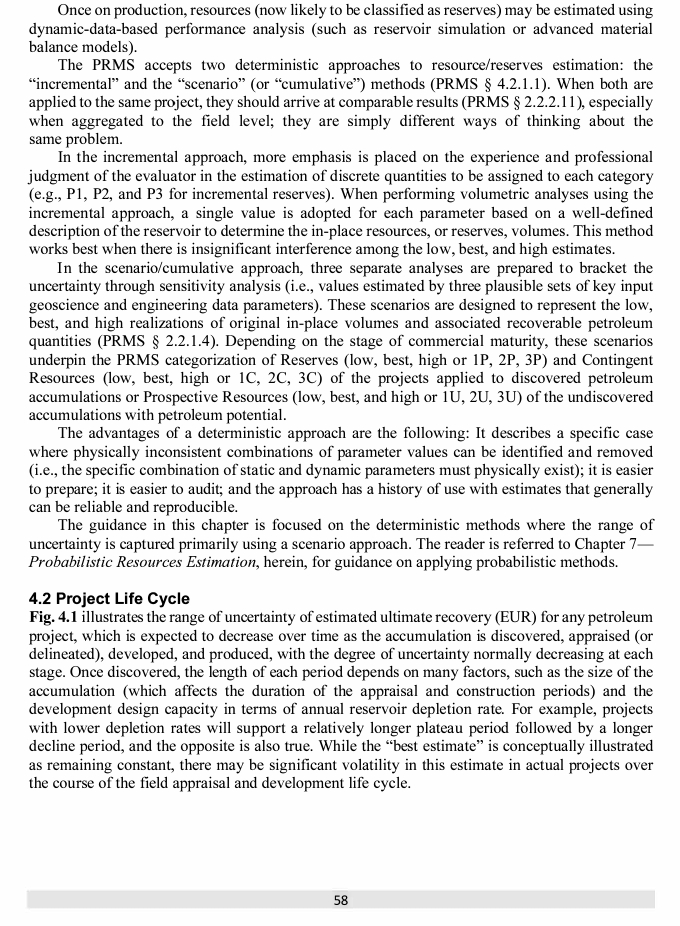 Once on production, resources (now likely to be classified as reserves) may be estimated using
dynamic-data-based performance analysis (such as reservoir simulation or advanced material
balance models).
The PRMS accepts two deterministic approaches to resource/reserves estimation: the
“incremental” and the “scenario” (or “cumulative”) methods (PRMS § 4.2.1.1). When both are
applied to the same project, they should arrive at comparable results (PRMS § 2.2.2.11), especially
when aggregated to the field level; they are simply different ways of thinking about the
same problem.
In the incremental approach, more emphasis is placed on the experience and professional
judgment of the evaluator in the estimation of discrete quantities to be assigned to each category
(e.g., P1, P2, and P3 for incremental reserves). When performing volumetric analyses using the
incremental approach, a single value is adopted for each parameter based on a well-defined
description of the reservoir to determine the in-place resources, or reserves, volumes. This method
works best when there is insignificant interference among the low, best, and high estimates.
In the scenario/cumulative approach, three separate analyses are prepared to bracket the
uncertainty through sensitivity analysis (i.e., values estimated by three plausible sets of key input
geoscience and engineering data parameters). These scenarios are designed to represent the low,
best, and high realizations of original in-place volumes and associated recoverable petroleum
quantities (PRMS § 2.2.1.4). Depending on the stage of commercial maturity, these scenarios
underpin the PRMS categorization of Reserves (low, best, high or 1P, 2P, 3P) and Contingent
Resources (low, best, high or 1C, 2C, 3C) of the projects applied to discovered petroleum
accumulations or Prospective Resources (low, best, and high or 1U, 2U, 3U) of the undiscovered
accumulations with petroleum potential.
The advantages of a deterministic approach are the following: It describes a specific case
where physically inconsistent combinations of parameter values can be identified and removed
(i.e., the specific combination of static and dynamic parameters must physically exist); it is easier
to prepare; it is easier to audit; and the approach has a history of use with estimates that generally
can be reliable and reproducible.
The guidance in this chapter is focused on the deterministic methods where the range of
uncertainty is captured primarily using a scenario approach. The reader is referred to Chapter 7—
Probabilistic Resources Estimation, herein, for guidance on applying probabilistic methods.
4.2 Project Life Cycle
Fig. 4.1 illustrates the range of uncertainty of estimated ultimate recovery (EUR) for any petroleum
project, which is expected to decrease over time as the accumulation is discovered, appraised (or
delineated), developed, and produced, with the degree of uncertainty normally decreasing at each
stage. Once discovered, the length of each period depends on many factors, such as the size of the
accumulation (which affects the duration of the appraisal and construction periods) and the
development design capacity in terms of annual reservoir depletion rate. For example, projects
with lower depletion rates will support a relatively longer plateau period followed by a longer
decline period, and the opposite is also true. While the “best estimate” is conceptually illustrated
as remaining constant, there may be significant volatility in this estimate in actual projects over
the course of the field appraisal and development life cycle.
58